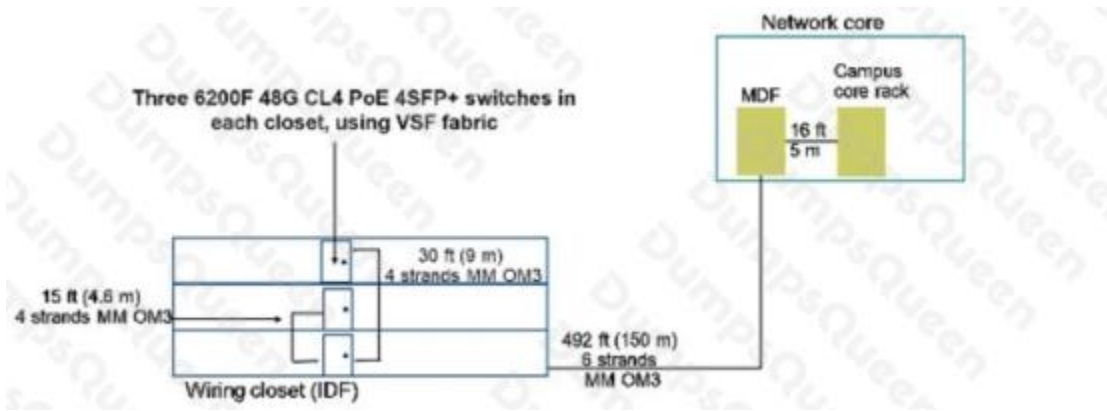 Network core
Three 6200F 48G CL4 PoE 4SFP+ switches in
each closet, using VSF fabric
MDF
Campus
core rack
16 ft
5 m
30 ft (9 m)
4 strands MM OM3
15 ft (4.6 m)
4 strands MM OM3
492 ft (150 m)
6 strands
MM OM3
Wiring closet (IDF)
DumpsQueen